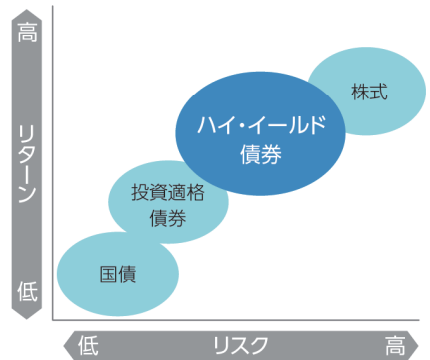 高
リターン
低
株式
ハイ・イールド
債券
投資適格
債券
国債
低
リスク
高